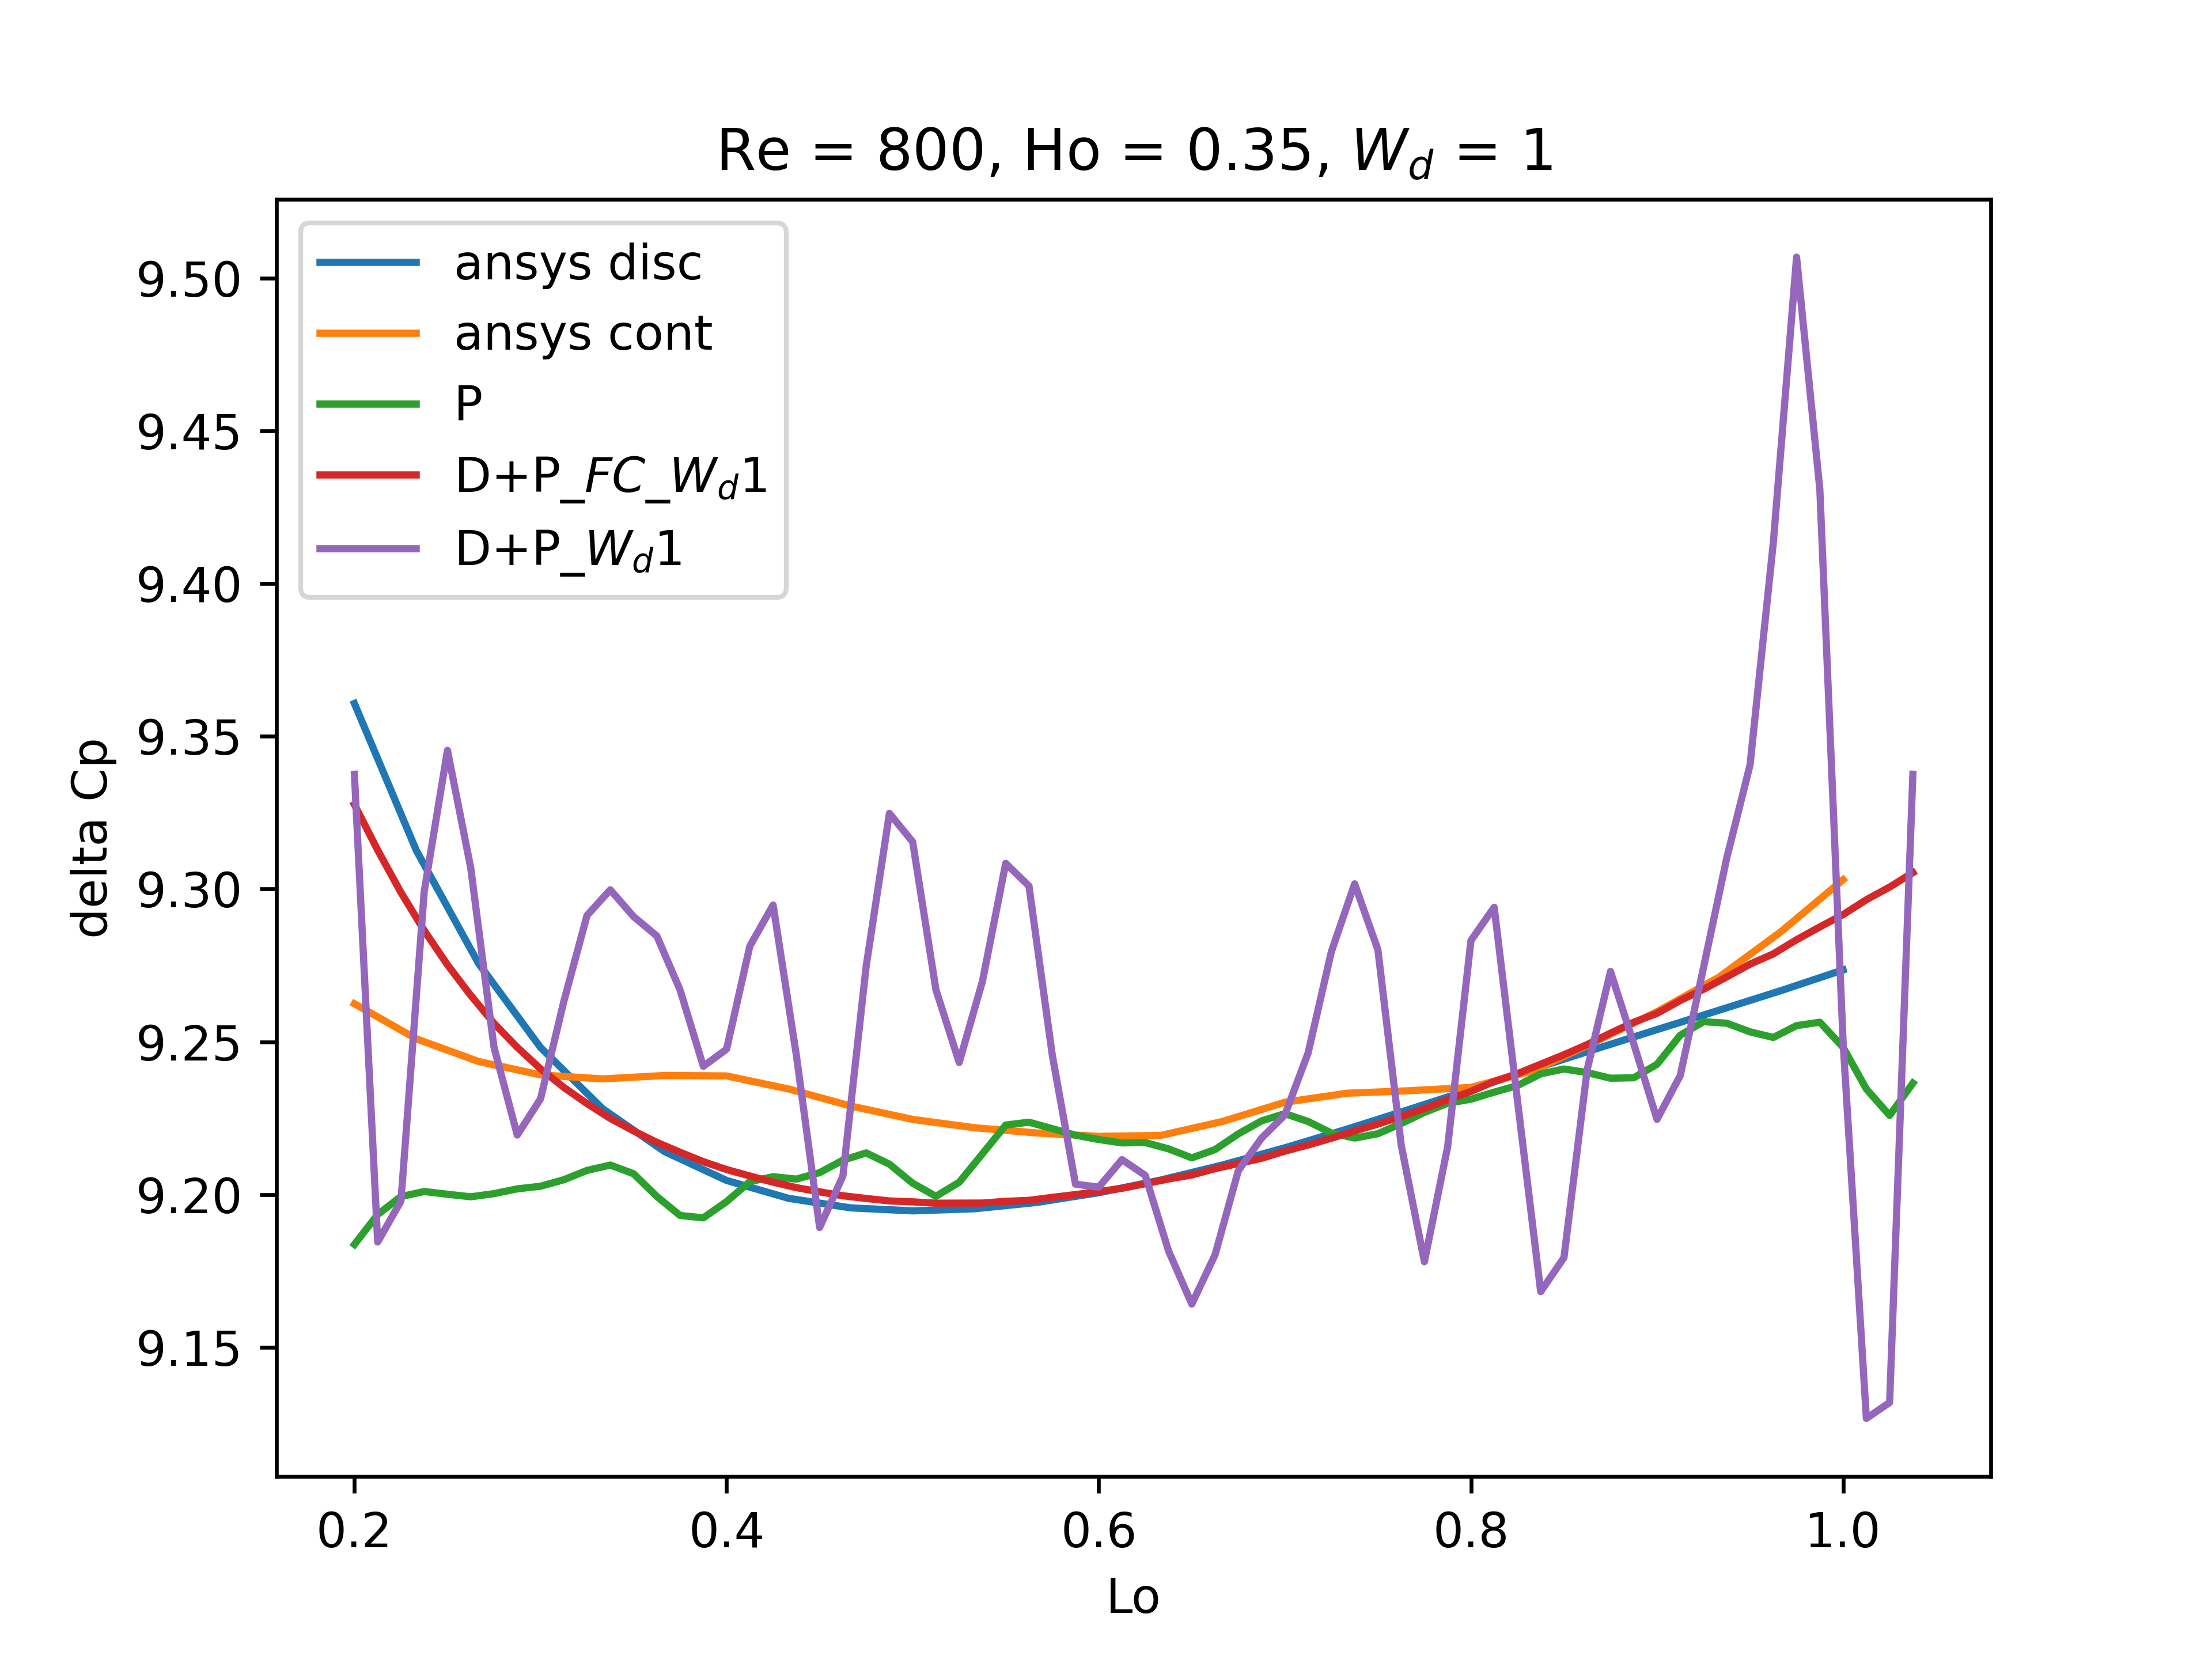 Re = 800, Ho = 0.35, W_d = 1
ansys disc
ansys cont
P
D+P_FC_W_d1
D+P_W_d1
9.50
9.45
9.40
9.35
9.30
9.25
9.20
9.15
delta Cp
0.2 0.4 0.6 0.8 1.0
Lo